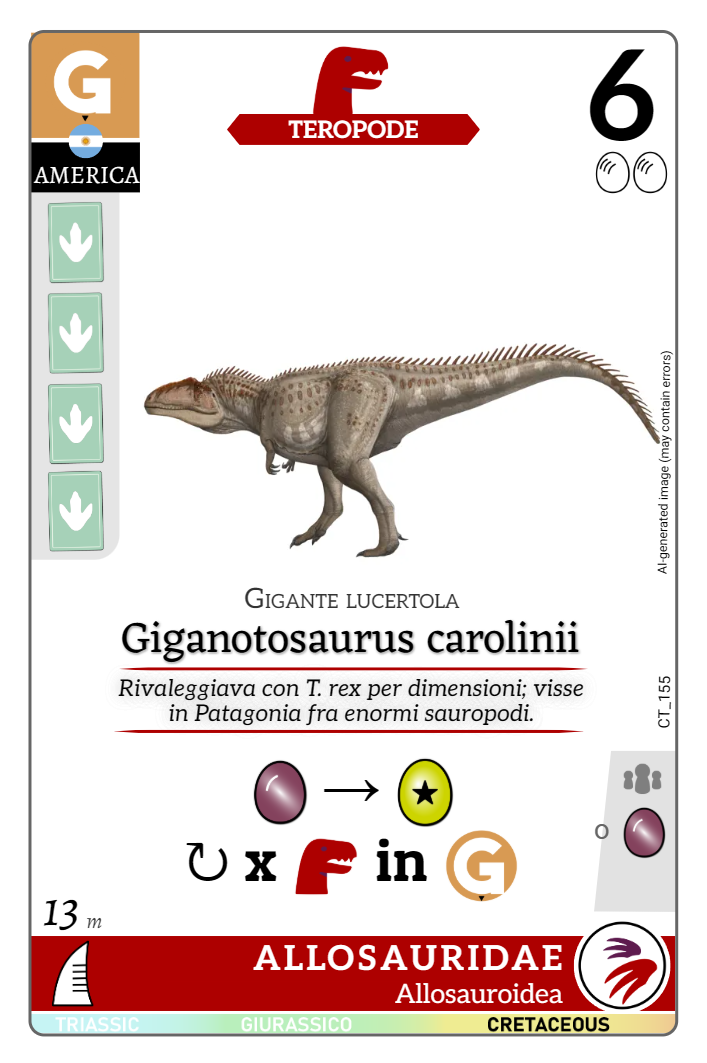 G
AMERICA
TEROPODE
6
AI-generated image (may contain errors)
GIGANTE LUCERTOLA
Giganotosaurus carolinii
Rivaleggiava con T. rex per dimensioni; visse
in Patagonia fra enormi sauropodi.
CT_155
→
↻ x in G
O
13 m
ALLOSAURIDAE
Allosauroidea
TRIASSIC GIURASSICO CRETACEOUS